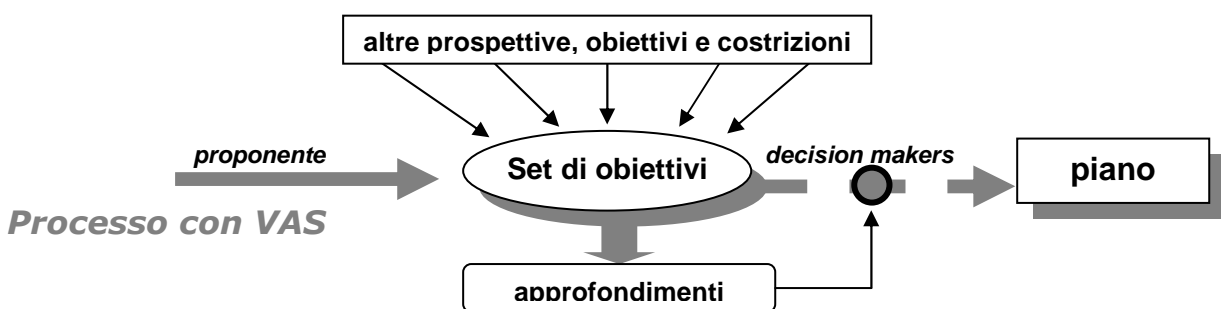 altre prospettive, obiettivi e costrizioni
proponente
Set di obiettivi
decision makers
piano
Processo con VAS
approfondimenti